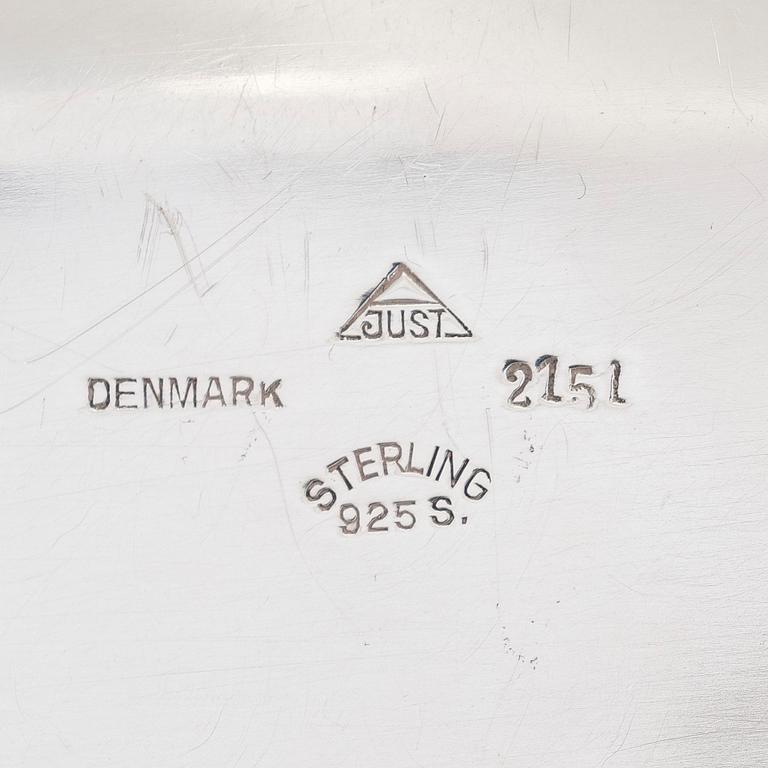 JUST
DENMARK
2151
STERLING
925 S.